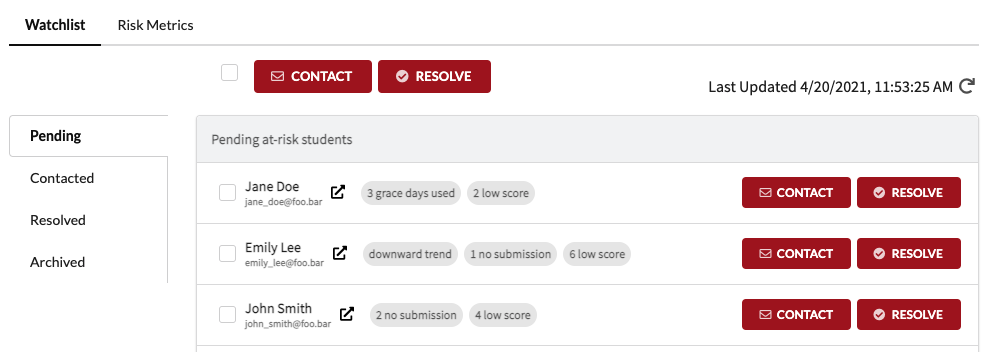 Watchlist Risk Metrics
CONTACT RESOLVE
Last Updated 4/20/2021, 11:53:25 AM
Pending
Contacted
Resolved
Archived
Pending at-risk students
Jane Doe
jane_doe@foo.bar
3 grace days used 2 low score
CONTACT RESOLVE
Emily Lee
emily_lee@foo.bar
downward trend 1 no submission 6 low score
CONTACT RESOLVE
John Smith
john_smith@foo.bar
2 no submission 4 low score
CONTACT RESOLVE